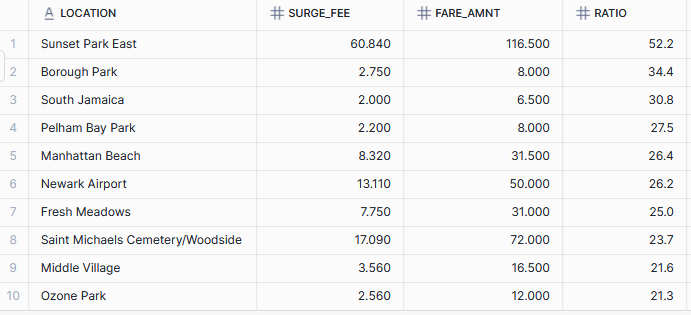 A LOCATION # SURGE_FEE # FARE_AMNT # RATIO
1 Sunset Park East 60.840 116.500 52.2
2 Borough Park 2.750 8.000 34.4
3 South Jamaica 2.000 6.500 30.8
4 Pelham Bay Park 2.200 8.000 27.5
5 Manhattan Beach 8.320 31.500 26.4
6 Newark Airport 13.110 50.000 26.2
7 Fresh Meadows 7.750 31.000 25.0
8 Saint Michaels Cemetery/Woodside 17.090 72.000 23.7
9 Middle Village 3.560 16.500 21.6
10 Ozone Park 2.560 12.000 21.3